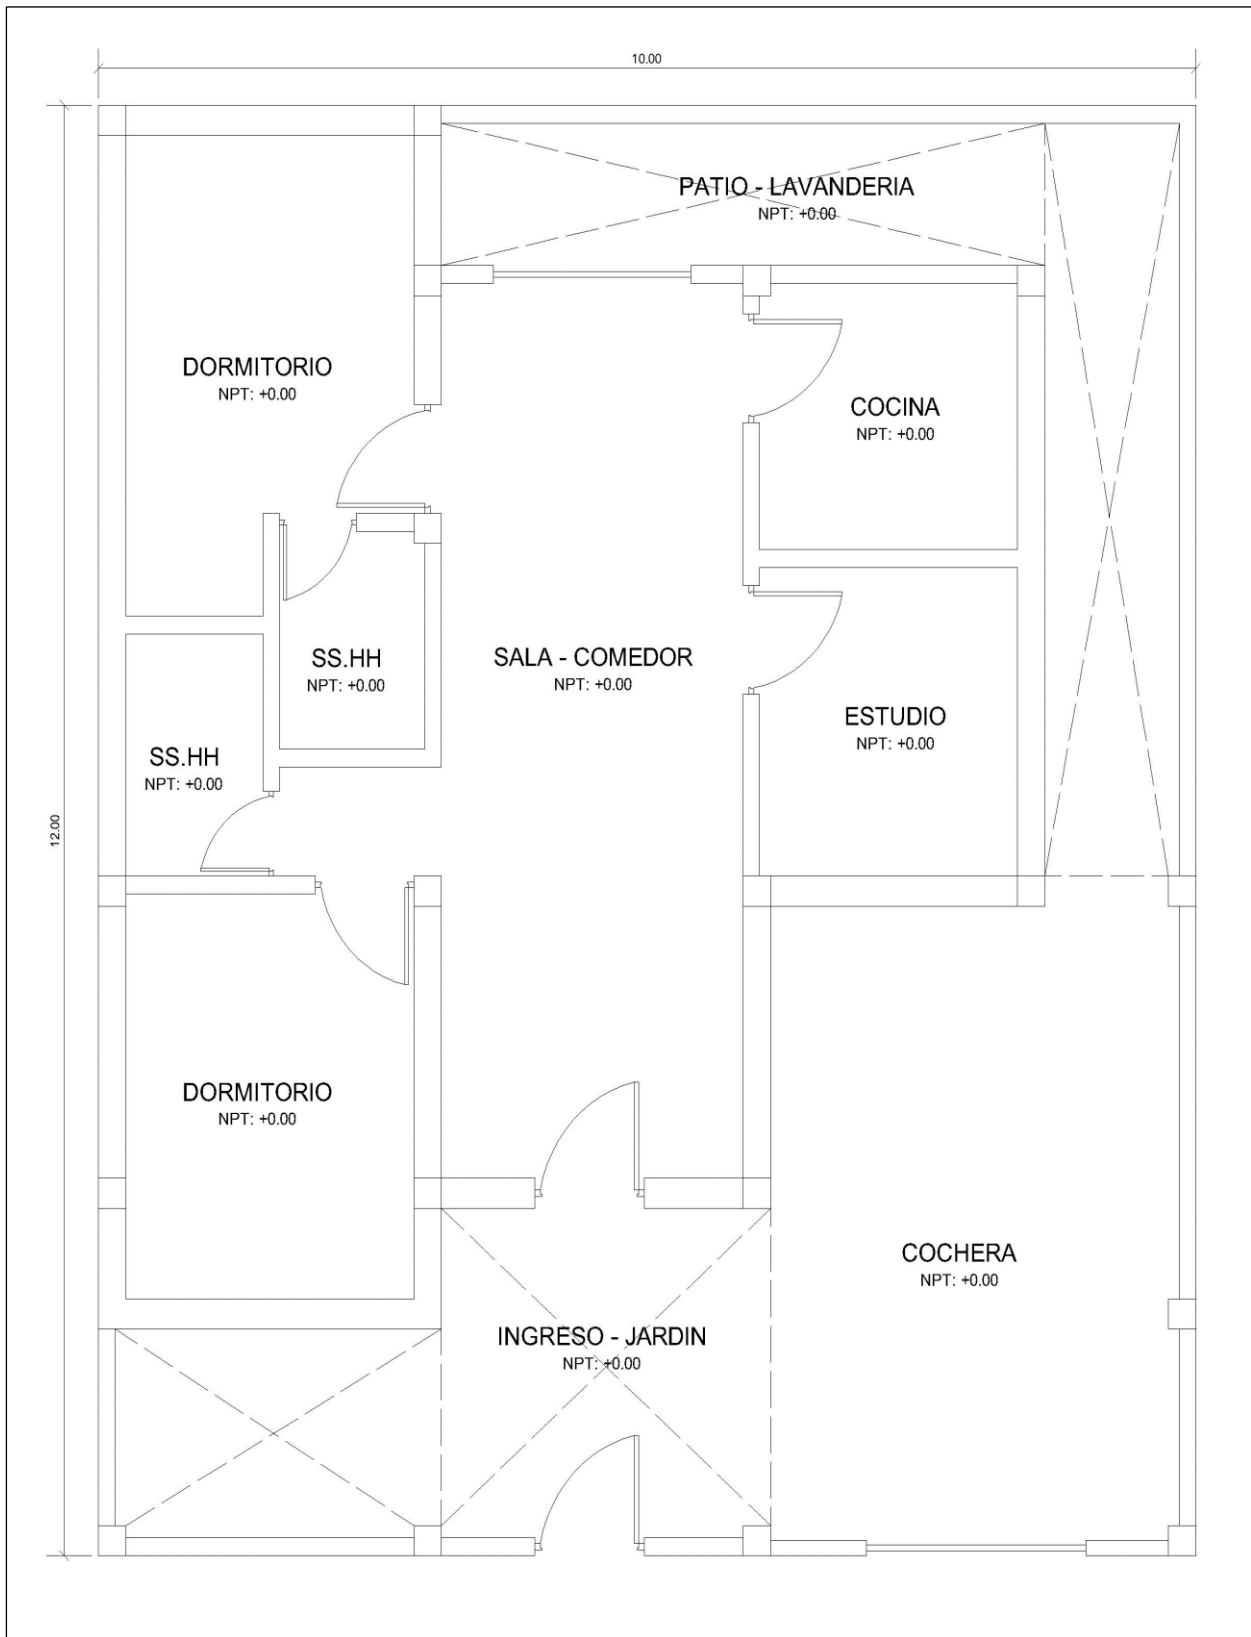 10.00
PATIO - LAVANDERIA
NPT: +0.00
DORMITORIO
NPT: +0.00
COCINA
NPT: +0.00
SS.HH
NPT: +0.00
SALA - COMEDOR
NPT: +0.00
ESTUDIO
NPT: +0.00
SS.HH
NPT: +0.00
12.00
DORMITORIO
NPT: +0.00
COCHERA
NPT: +0.00
INGRESO - JARDIN
NPT: +0.00